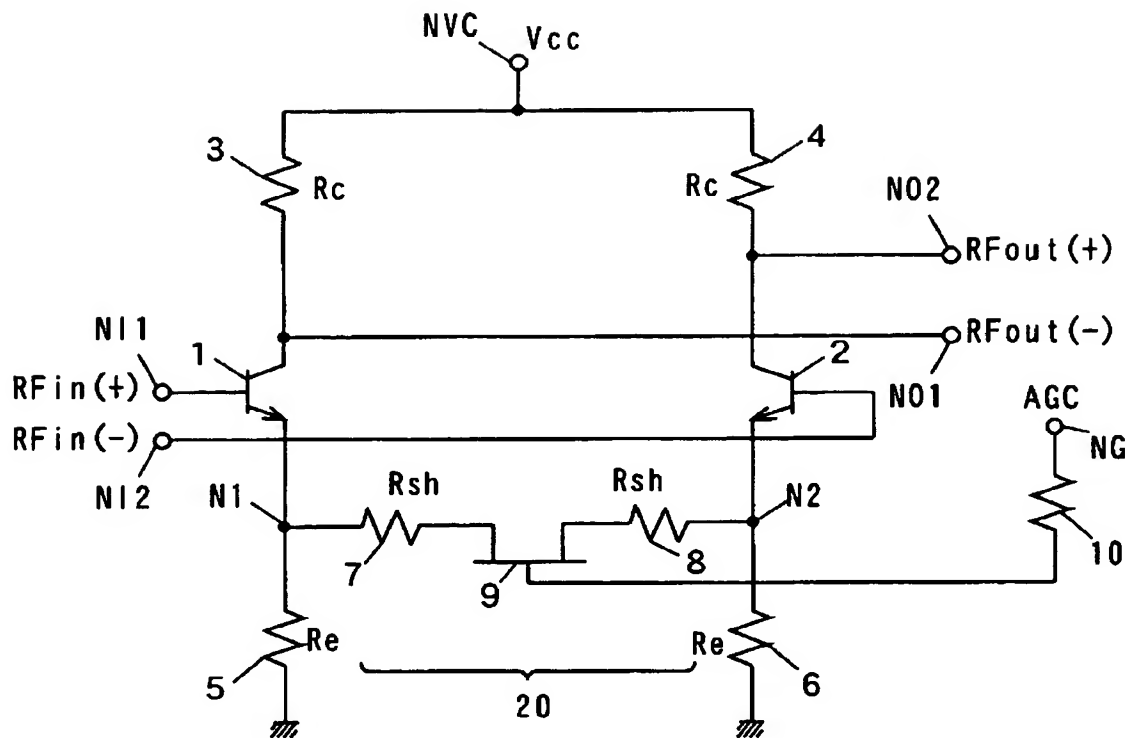 NVC
Vcc
3
Rc
4
Rc
NO2
RFout(+)
NI1
1
RFout(-)
2
RFin(+)
NO1
AGC
RFin(-)
NG
NI2
N1
Rsh
Rsh
N2
7
8
10
9
Re
Re
5
6
20